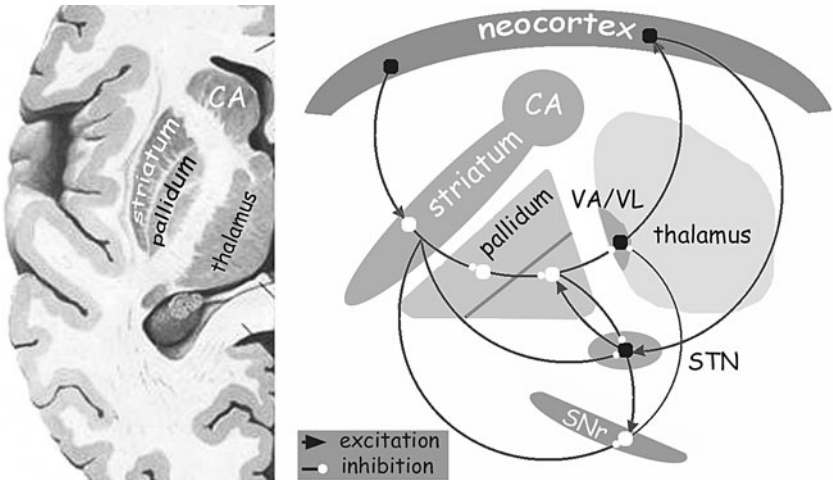 CA
striatum
pallidum
thalamus
neocortex
CA
striatum
pallidum
VA/VL
thalamus
STN
SNr
excitation
inhibition